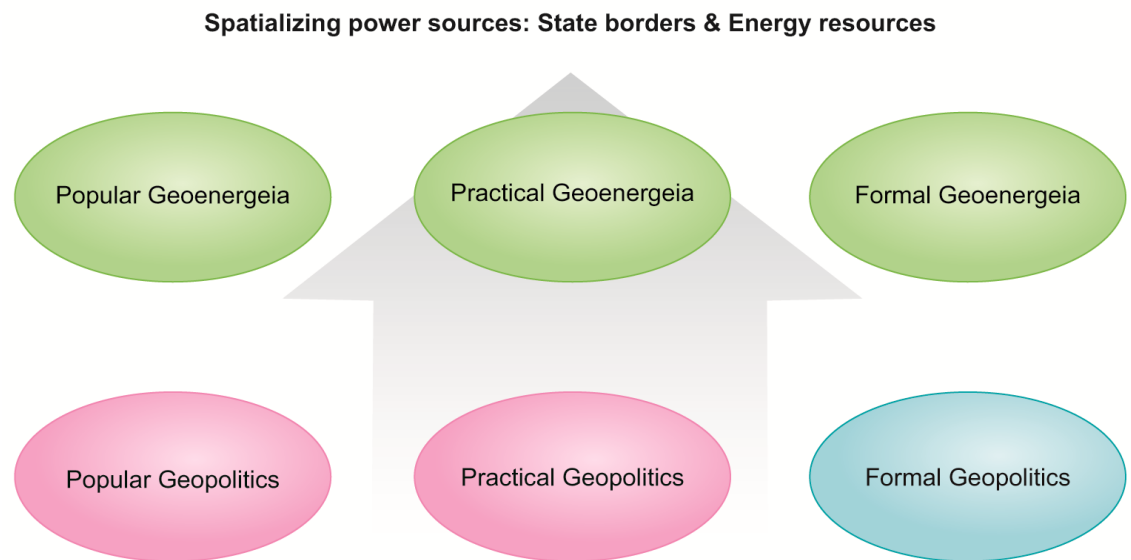 Spatializing power sources: State borders & Energy resources
Popular Geoenergeia
Practical Geoenergeia
Formal Geoenergeia
Popular Geopolitics
Practical Geopolitics
Formal Geopolitics